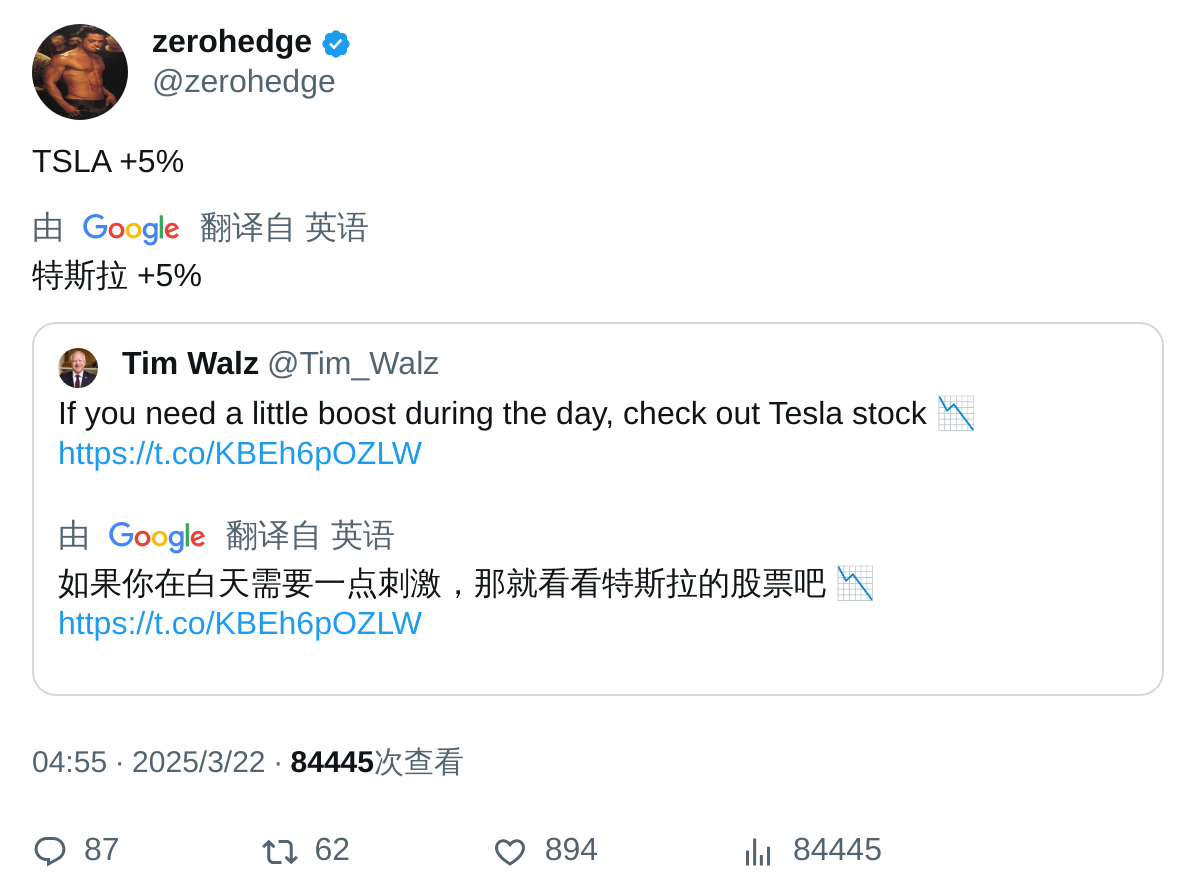 zerohedge
@zerohedge
TSLA +5%
由 Google 翻译自 英语
特斯拉 +5%
Tim Walz @Tim_Walz
If you need a little boost during the day, check out Tesla stock 📉
https://t.co/KBEh6pOZLW
由 Google 翻译自 英语
如果你在白天需要一点刺激，那就看看特斯拉的股票吧 📉
https://t.co/KBEh6pOZLW
04:55 · 2025/3/22 · 84445次查看
87 62 894 84445